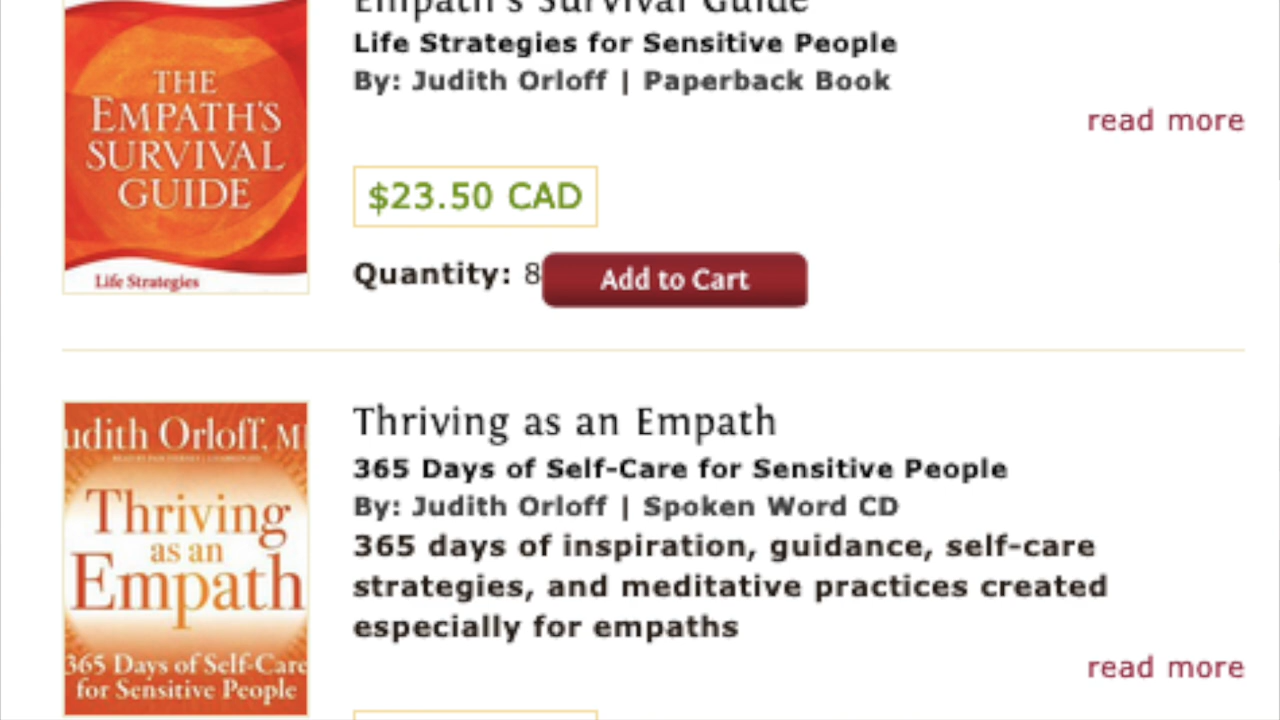 Empath's Survival Guide
Life Strategies for Sensitive People
By: Judith Orloff | Paperback Book
read more
THE
EMPATH'S
SURVIVAL
GUIDE
Life Strategies
$23.50 CAD
Quantity: 8
Add to Cart
Thriving as an Empath
365 Days of Self-Care for Sensitive People
By: Judith Orloff | Spoken Word CD
365 days of inspiration, guidance, self-care
strategies, and meditative practices created
especially for empaths
read more
udith Orloff, M
Thriving
as an
Empath
365 Days of Self-Care
for Sensitive People